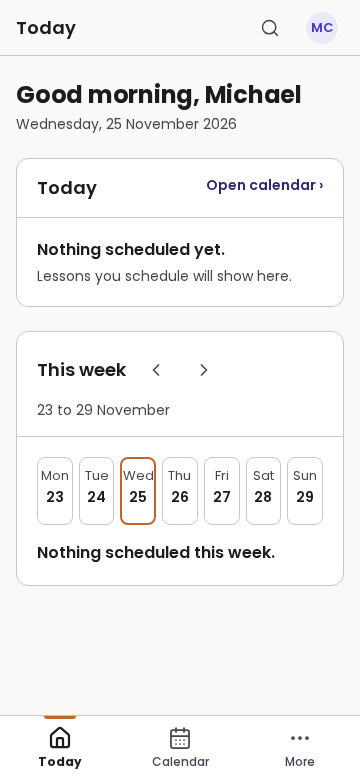 Today
MC
Good morning, Michael
Wednesday, 25 November 2026
Today
Open calendar ›
Nothing scheduled yet.
Lessons you schedule will show here.
This week
23 to 29 November
Mon Tue Wed Thu Fri Sat Sun
23 24 25 26 27 28 29
Nothing scheduled this week.
Today Calendar More